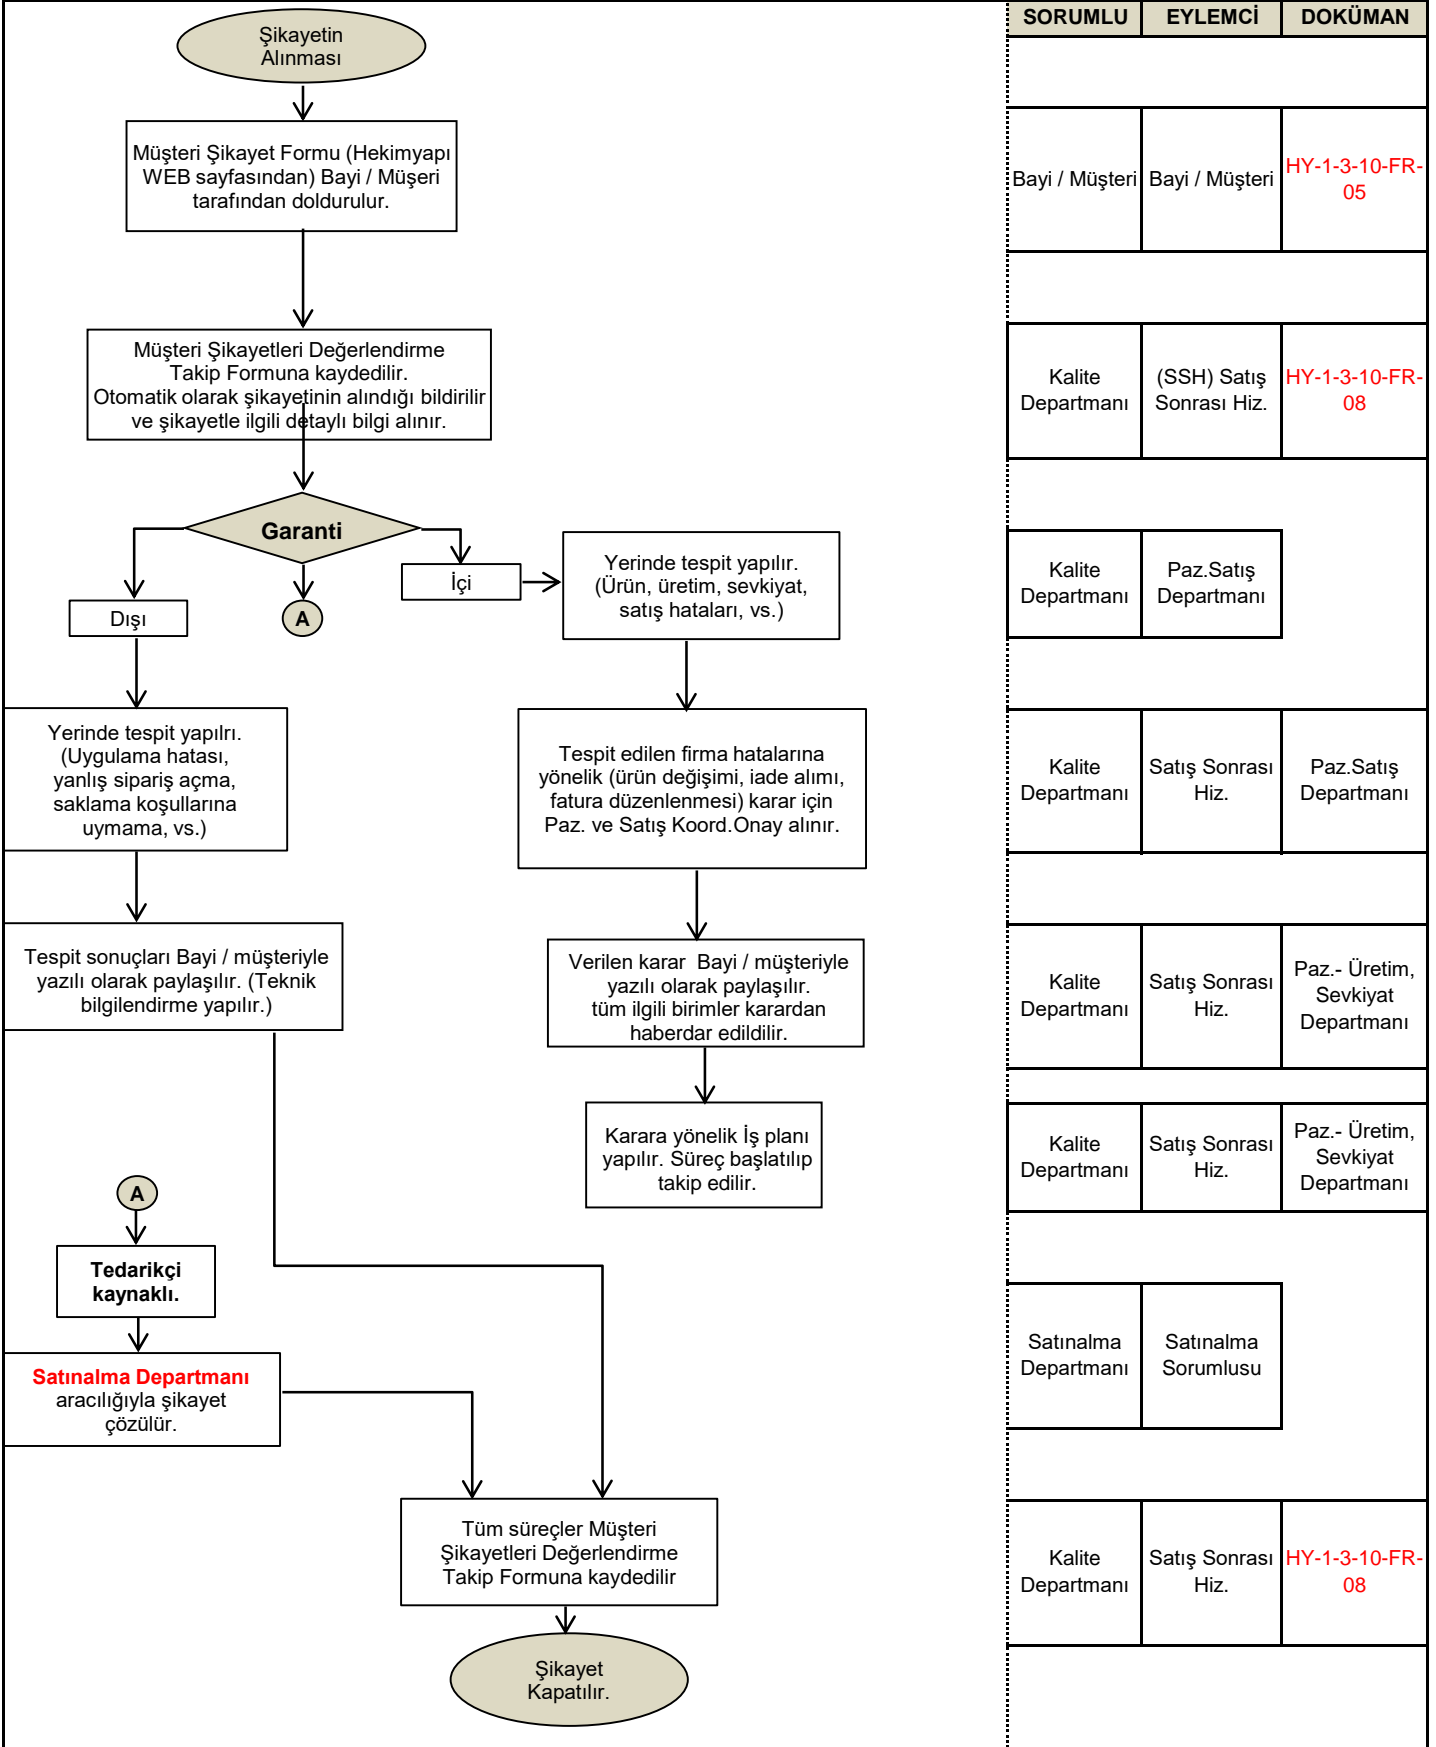 SORUMLU EYLEMCİ DOKÜMAN
Şikayetin
Alınması
Müşteri Şikayet Formu (Hekimyapı
WEB sayfasından) Bayi / Müşeri
tarafından doldurulur.
Bayi / Müşteri
Bayi / Müşteri
HY-1-3-10-FR-
05
Müşteri Şikayetleri Değerlendirme
Takip Formuna kaydedilir.
Otomatik olarak şikayetinin alındığı bildirilir
ve şikayetle ilgili detaylı bilgi alınır.
Kalite
Departmanı
(SSH) Satış
Sonrası Hiz.
HY-1-3-10-FR-
08
Garanti
Dışı
A
İçi
Yerinde tespit yapılır.
(Ürün, üretim, sevkiyat,
satış hataları, vs.)
Kalite
Departmanı
Paz.Satış
Departmanı
Yerinde tespit yapılrı.
(Uygulama hatası,
yanlış sipariş açma,
saklama koşullarına
uymama, vs.)
Tespit edilen firma hatalarına
yönelik (ürün değişimi, iade alımı,
fatura düzenlenmesi) karar için
Paz. ve Satış Koord.Onay alınır.
Kalite
Departmanı
Satış Sonrası
Hiz.
Paz.Satış
Departmanı
Tespit sonuçları Bayi / müşteriyle
yazılı olarak paylaşılır. (Teknik
bilgilendirme yapılır.)
Verilen karar  Bayi / müşteriyle
yazılı olarak paylaşılır.
tüm ilgili birimler karardan
haberdar edildilir.
Kalite
Departmanı
Satış Sonrası
Hiz.
Paz.- Üretim,
Sevkiyat
Departmanı
Karara yönelik İş planı
yapılır. Süreç başlatılıp
takip edilir.
Kalite
Departmanı
Satış Sonrası
Hiz.
Paz.- Üretim,
Sevkiyat
Departmanı
A
Tedarikçi
kaynaklı.
Satınalma Departmanı
aracılığıyla şikayet
çözülür.
Satınalma
Departmanı
Satınalma
Sorumlusu
Tüm süreçler Müşteri
Şikayetleri Değerlendirme
Takip Formuna kaydedilir
Kalite
Departmanı
Satış Sonrası
Hiz.
HY-1-3-10-FR-
08
Şikayet
Kapatılır.